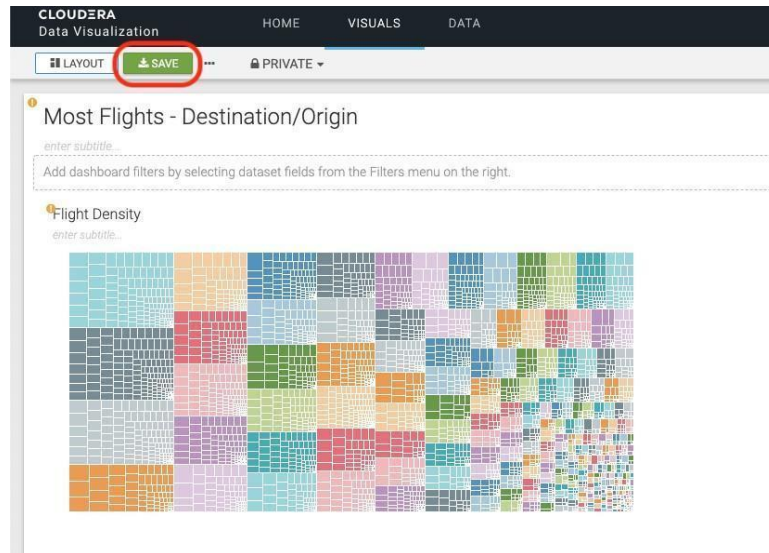 CLOUDERA
Data Visualization
HOME VISUALS DATA
LAYOUT SAVE ••• PRIVATE
Most Flights - Destination/Origin
enter subtitle...
Add dashboard filters by selecting dataset fields from the Filters menu on the right.
Flight Density
enter subtitle...